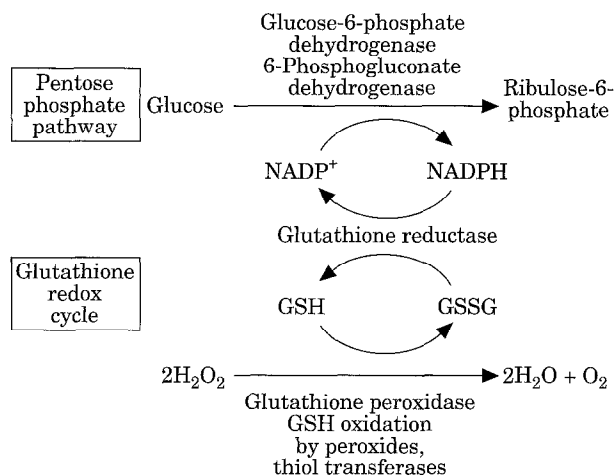 Glucose-6-phosphate
dehydrogenase
6-Phosphogluconate
dehydrogenase
Pentose
phosphate
pathway
Glucose
Ribulose-6-
phosphate
NADP⁺
NADPH
Glutathione reductase
Glutathione
redox
cycle
GSH
GSSG
2H₂O₂
2H₂O + O₂
Glutathione peroxidase
GSH oxidation
by peroxides,
thiol transferases